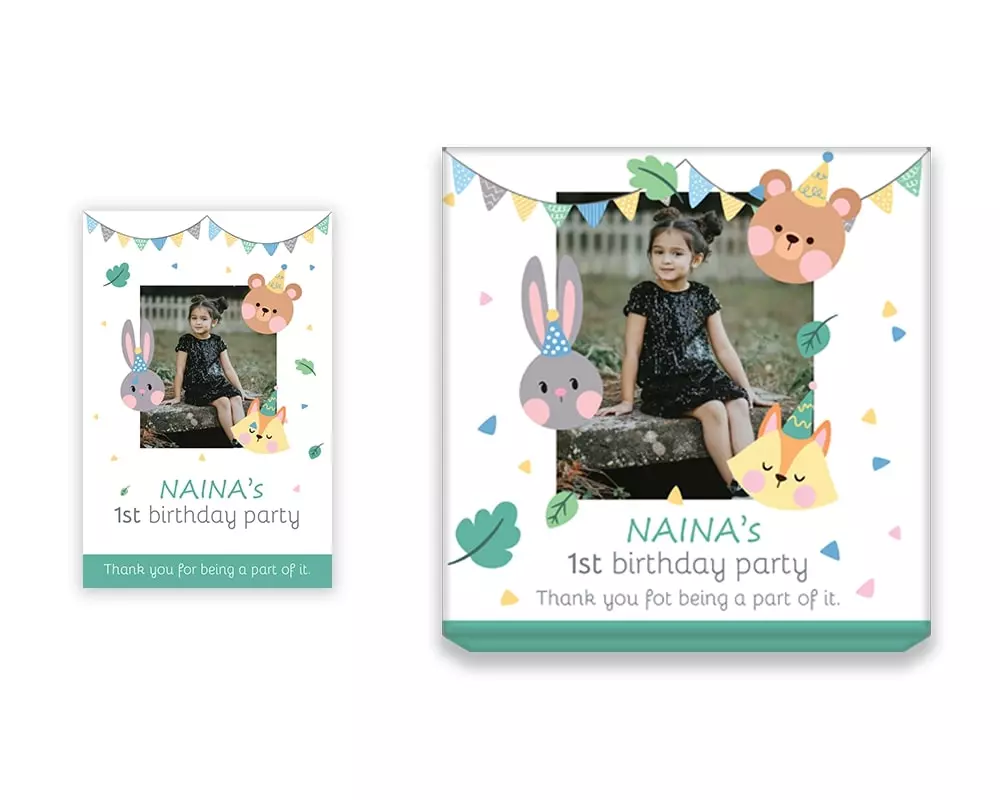 NAINA's
1st birthday party
Thank you for being a part of it.
NAINA's
1st birthday party
Thank you fot being a part of it.